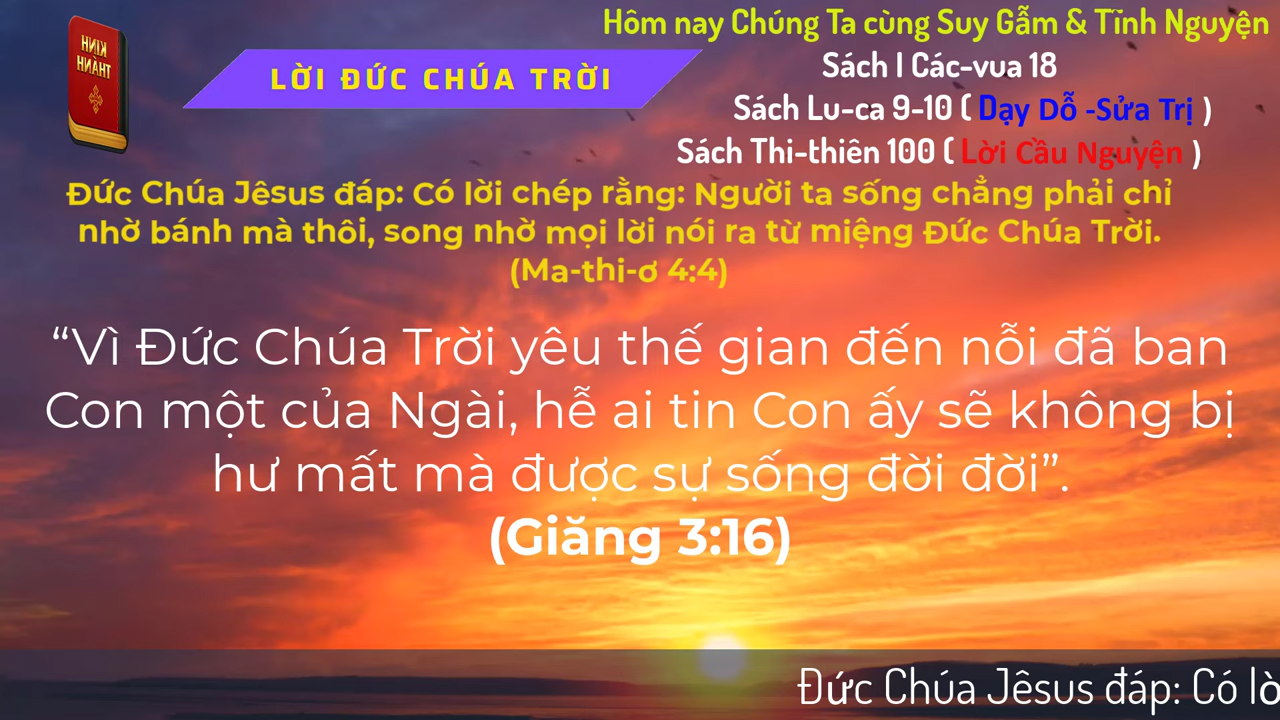 KINH
THÁNH
LỜI ĐỨC CHÚA TRỜI
Hôm nay Chúng Ta cùng Suy Gẫm & Tĩnh Nguyện
Sách I Các-vua 18
Sách Lu-ca 9-10 ( Dạy Dỗ -Sửa Trị )
Sách Thi-thiên 100 ( Lời Cầu Nguyện )
Đức Chúa Jêsus đáp: Có lời chép rằng: Người ta sống chẳng phải chỉ
nhờ bánh mà thôi, song nhờ mọi lời nói ra từ miệng Đức Chúa Trời.
(Ma-thi-ơ 4:4)
“Vì Đức Chúa Trời yêu thế gian đến nỗi đã ban
Con một của Ngài, hễ ai tin Con ấy sẽ không bị
hư mất mà được sự sống đời đời”.
(Giăng 3:16)
Đức Chúa Jêsus đáp: Có lờ